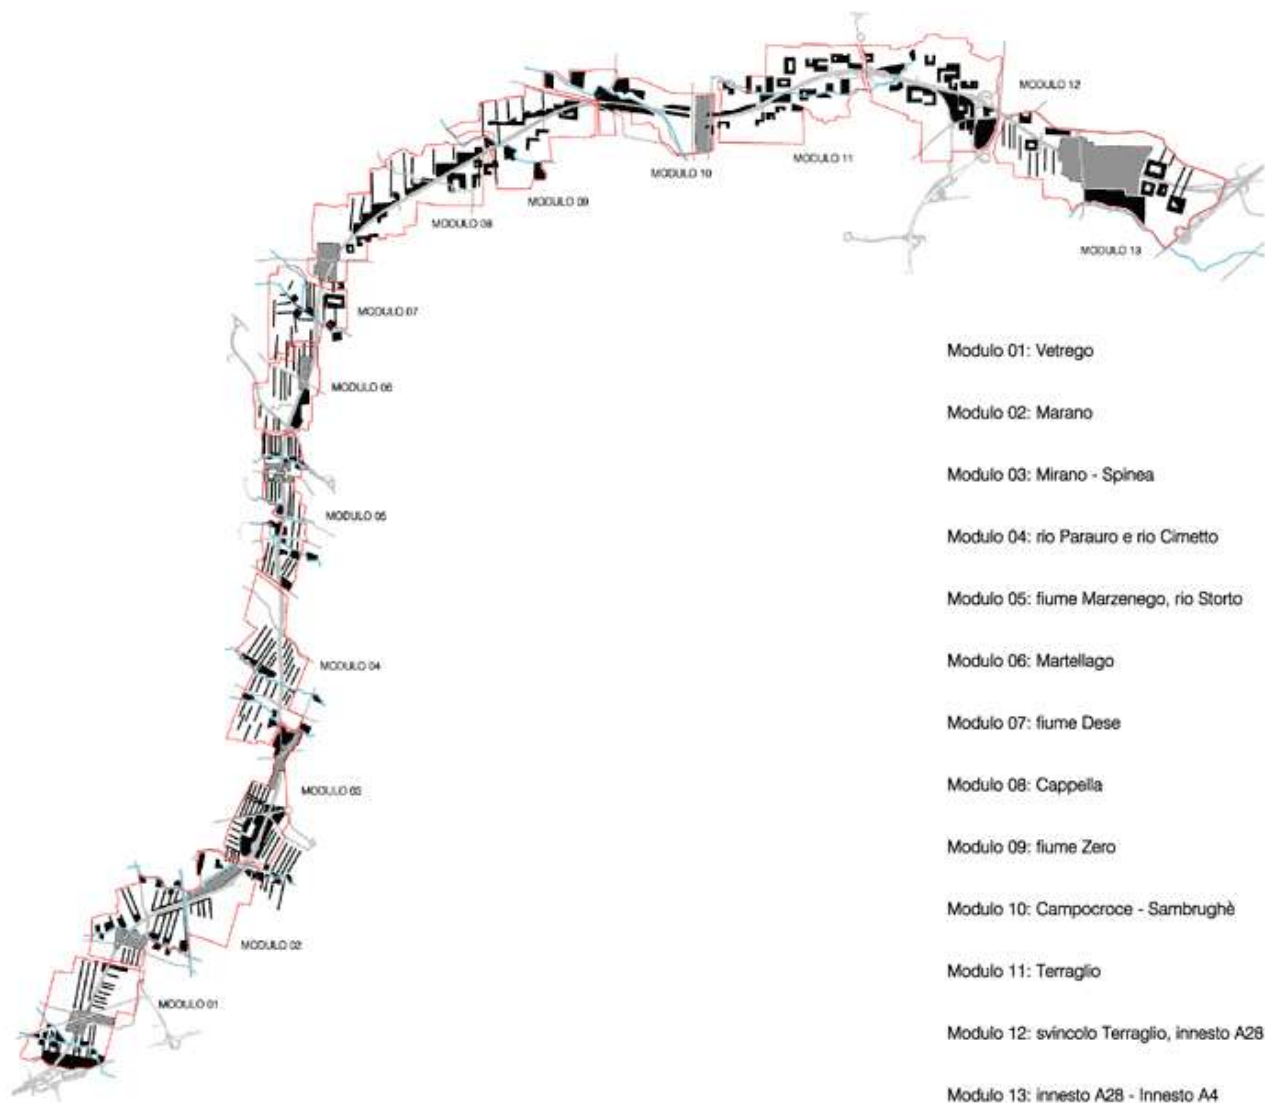 MODULO 12
MODULO 11
MODULO 10
MODULO 09
MODULO 08
MODULO 13
MODULO 07
MODULO 06
MODULO 05
MODULO 04
MODULO 03
MODULO 02
MODULO 01
Modulo 01: Vetrego
Modulo 02: Marano
Modulo 03: Mirano - Spinea
Modulo 04: rio Parauro e rio Cimetto
Modulo 05: fiume Marzenego, rio Storto
Modulo 06: Martellago
Modulo 07: fiume Dese
Modulo 08: Cappella
Modulo 09: fiume Zero
Modulo 10: Campocroce - Sambrughè
Modulo 11: Terraglio
Modulo 12: svincolo Terraglio, innesto A28
Modulo 13: innesto A28 - Innesto A4